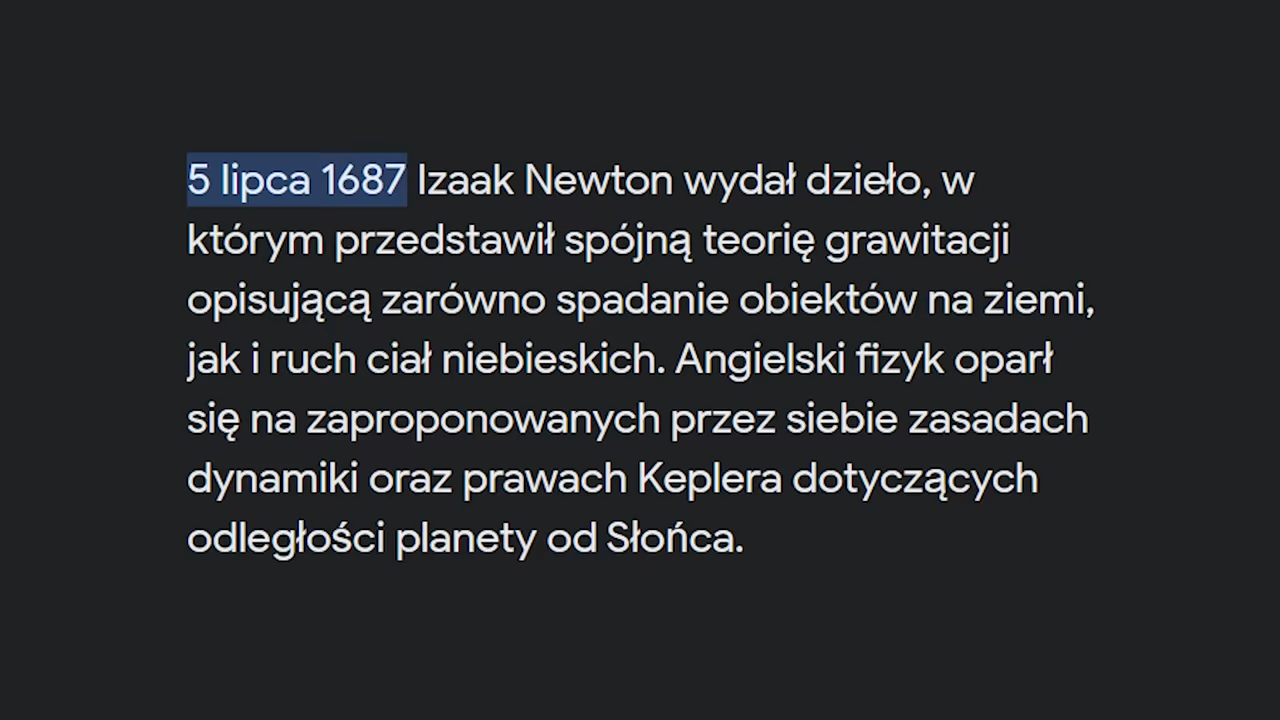 5 lipca 1687 Izaak Newton wydał dzieło, w
którym przedstawił spójną teorię grawitacji
opisującą zarówno spadanie obiektów na ziemi,
jak i ruch ciał niebieskich. Angielski fizyk oparł
się na zaproponowanych przez siebie zasadach
dynamiki oraz prawach Keplera dotyczących
odległości planety od Słońca.